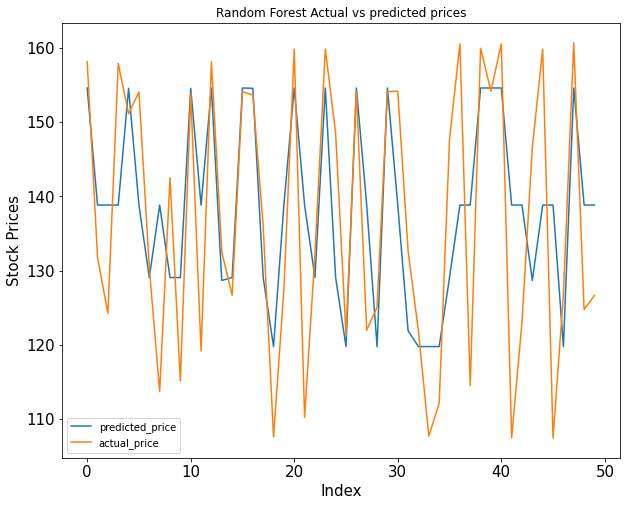 Random Forest Actual vs predicted prices
160
150
140
130
120
110
Stock Prices
predicted_price
actual_price
0 10 20 30 40 50
Index